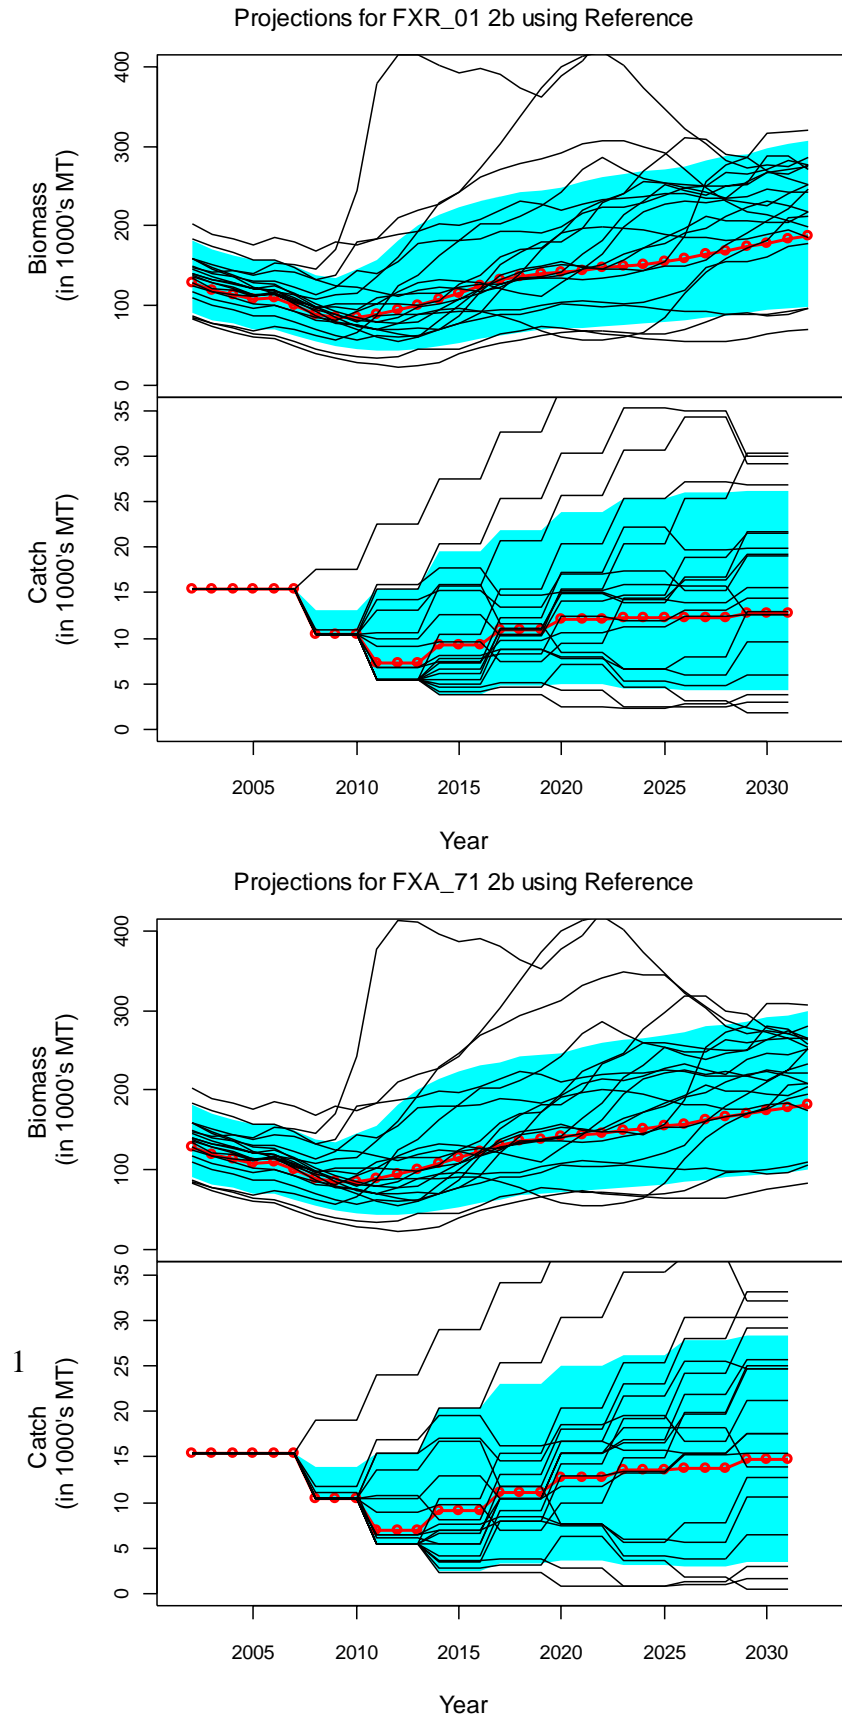 Projections for FXR_01 2b using Reference
Biomass
(in 1000's MT)
400
300
200
100
0
Catch
(in 1000's MT)
35
30
25
20
15
10
5
0
2005 2010 2015 2020 2025 2030
Year
Projections for FXA_71 2b using Reference
Biomass
(in 1000's MT)
400
300
200
100
0
1
Catch
(in 1000's MT)
35
30
25
20
15
10
5
0
2005 2010 2015 2020 2025 2030
Year